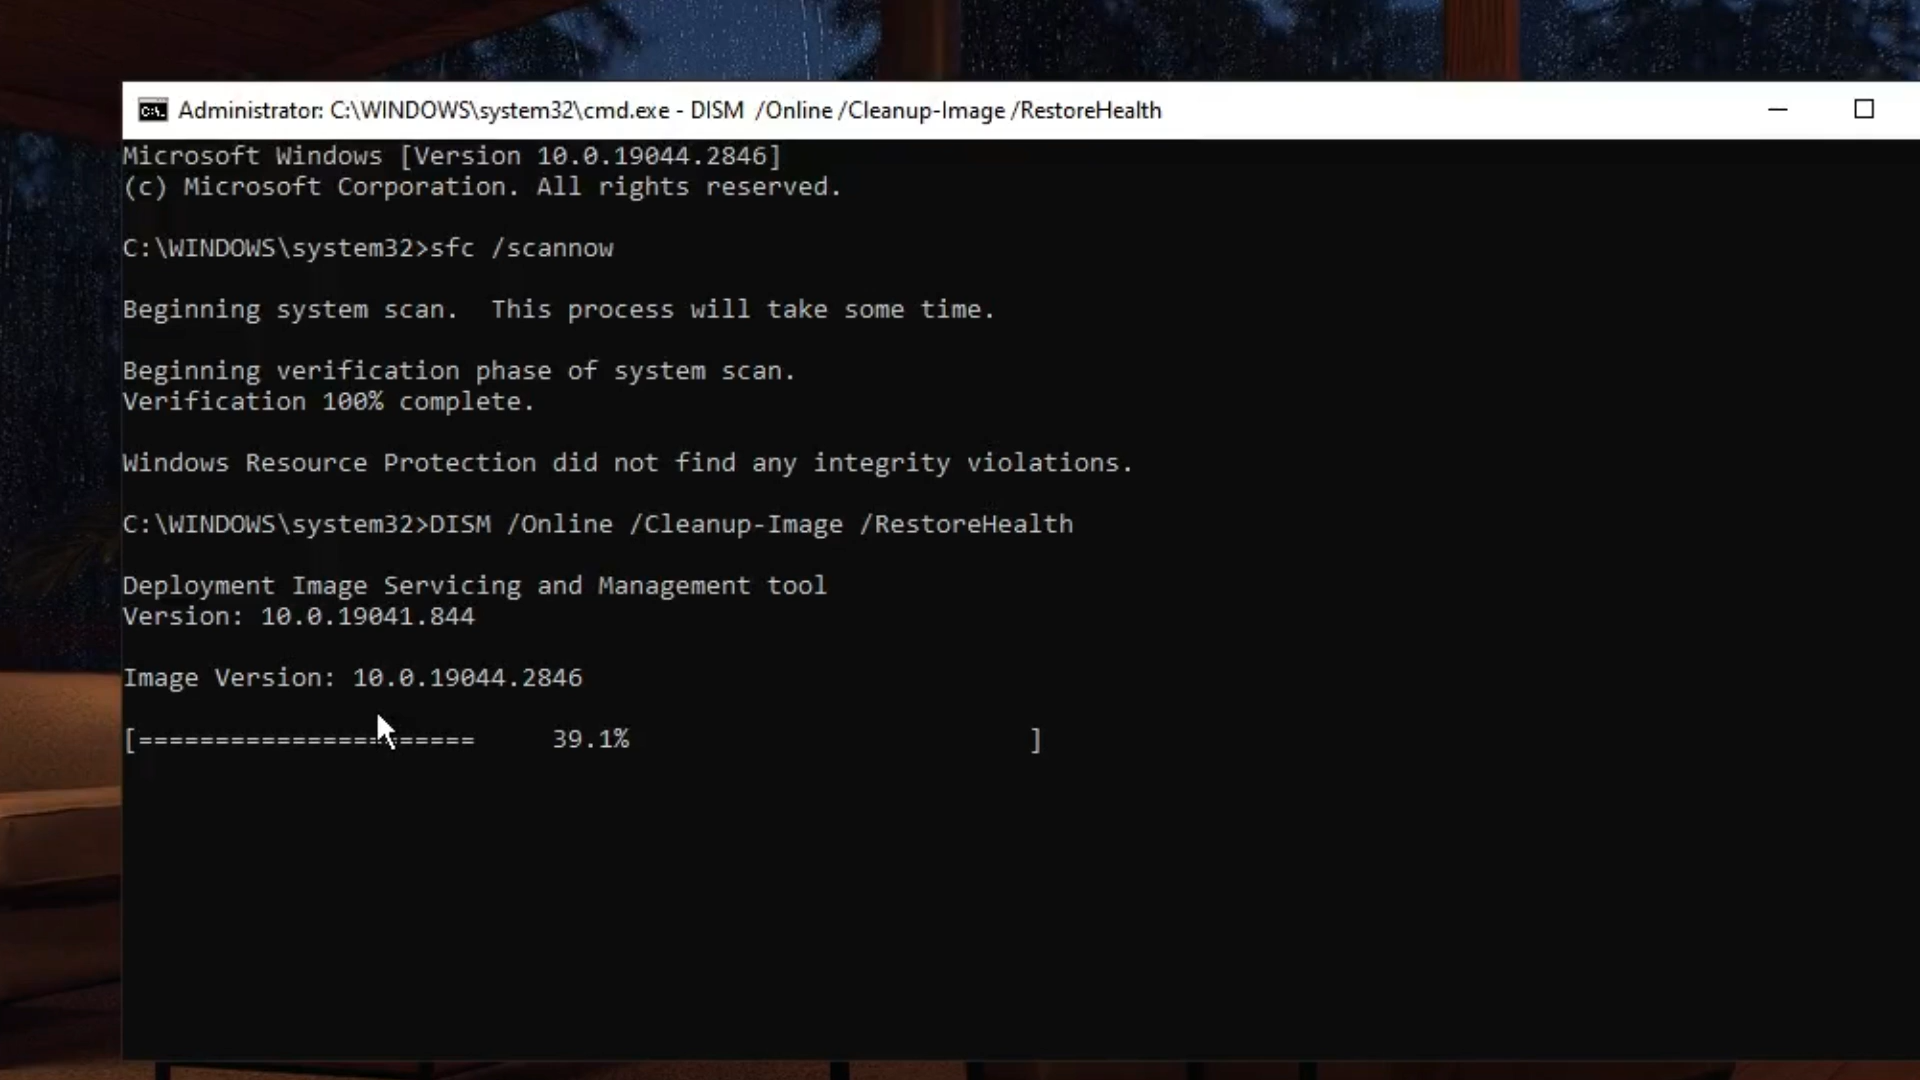 Administrator: C:\WINDOWS\system32\cmd.exe - DISM  /Online /Cleanup-Image /RestoreHealth
Microsoft Windows [Version 10.0.19044.2846]
(c) Microsoft Corporation. All rights reserved.
C:\WINDOWS\system32>sfc /scannow
Beginning system scan.  This process will take some time.
Beginning verification phase of system scan.
Verification 100% complete.
Windows Resource Protection did not find any integrity violations.
C:\WINDOWS\system32>DISM /Online /Cleanup-Image /RestoreHealth
Deployment Image Servicing and Management tool
Version: 10.0.19041.844
Image Version: 10.0.19044.2846
[======================     39.1%                          ]